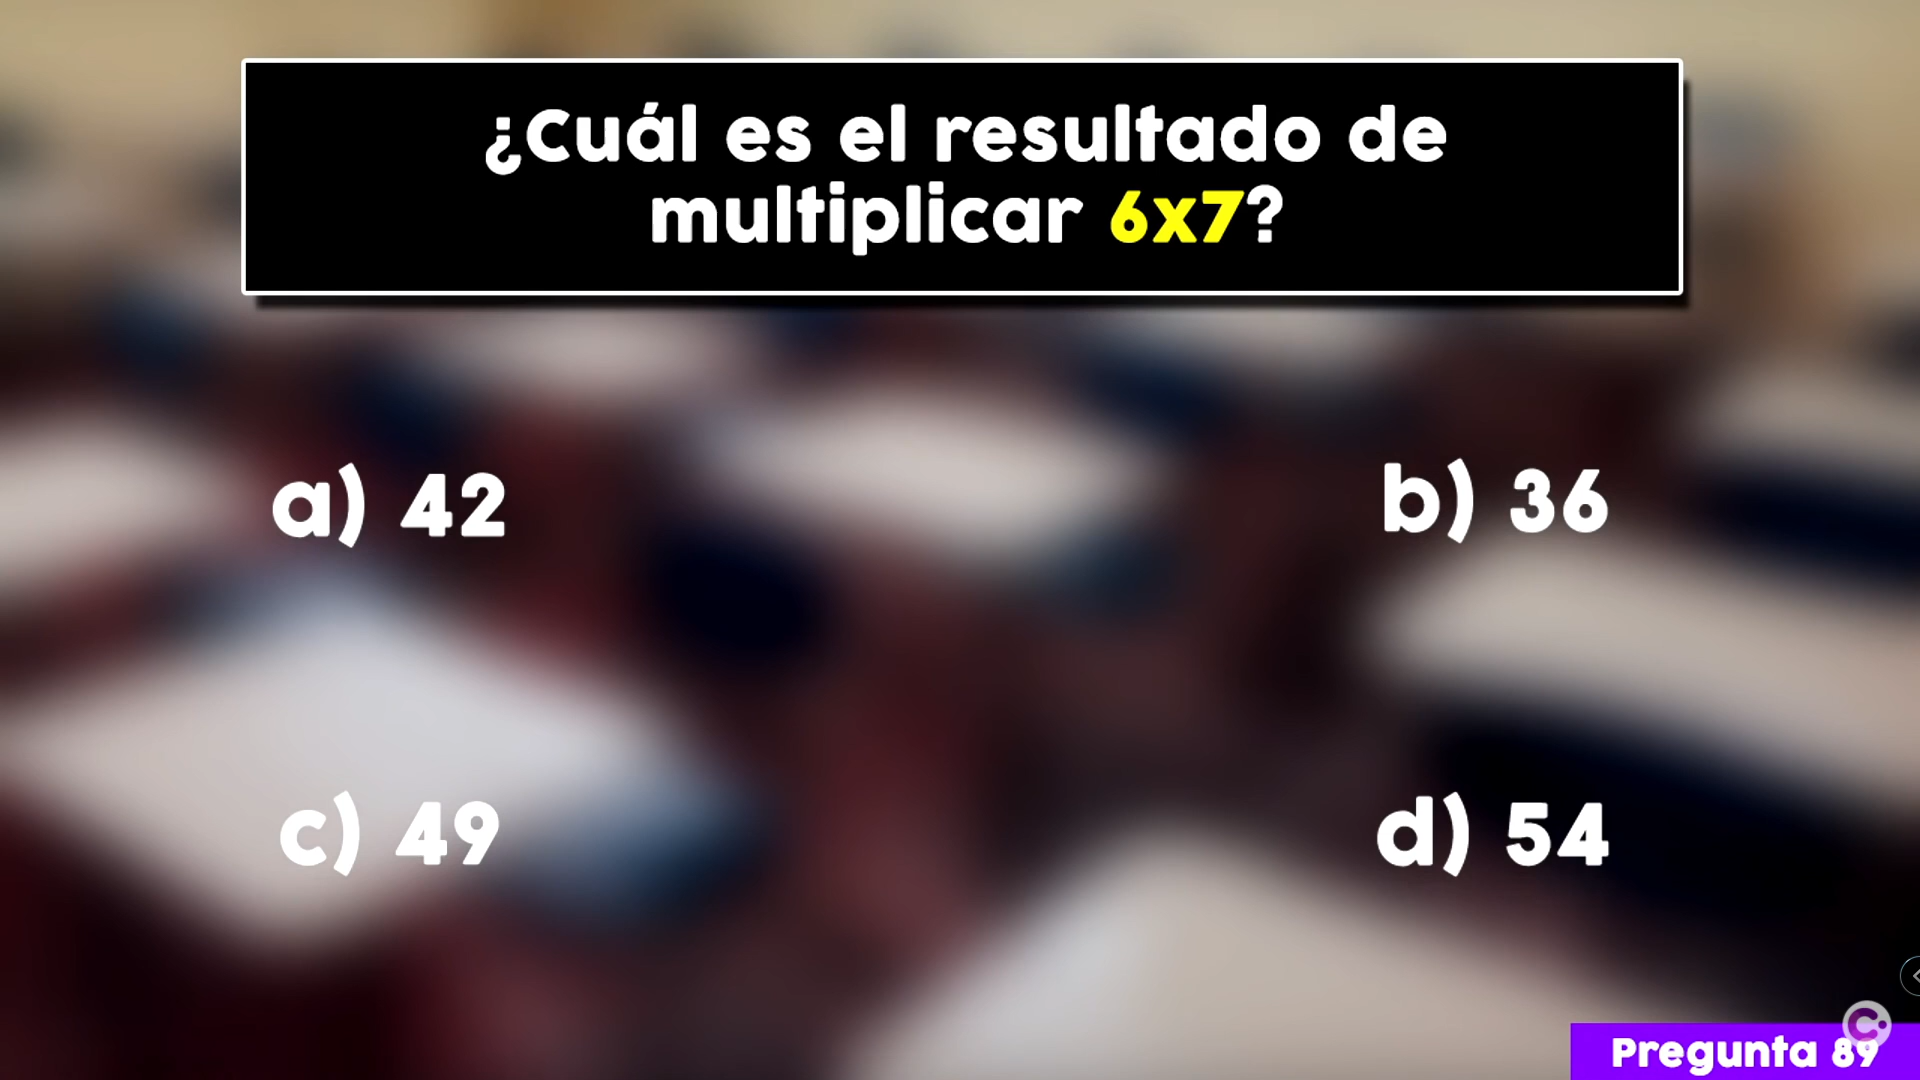 ¿Cuál es el resultado de
multiplicar 6x7?
a) 42
b) 36
c) 49
d) 54
Pregunta 89